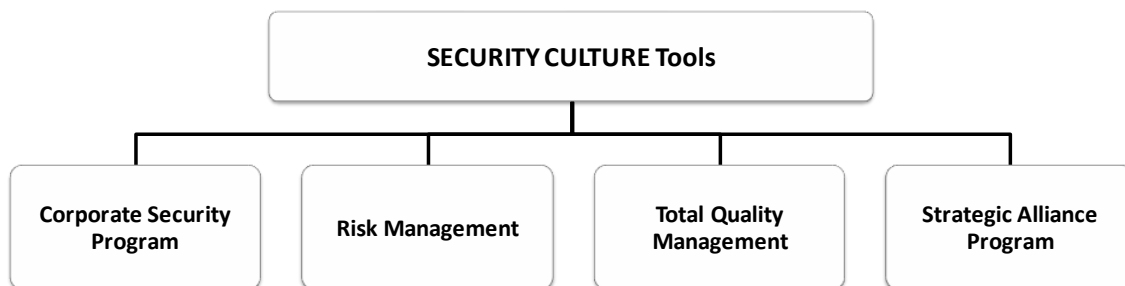 SECURITY CULTURE Tools
Corporate Security
Program
Risk Management
Total Quality
Management
Strategic Alliance
Program